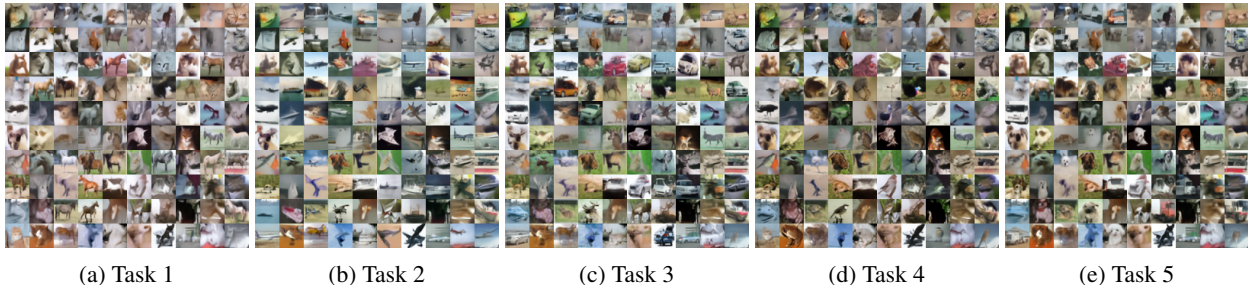 (a) Task 1
(b) Task 2
(c) Task 3
(d) Task 4
(e) Task 5